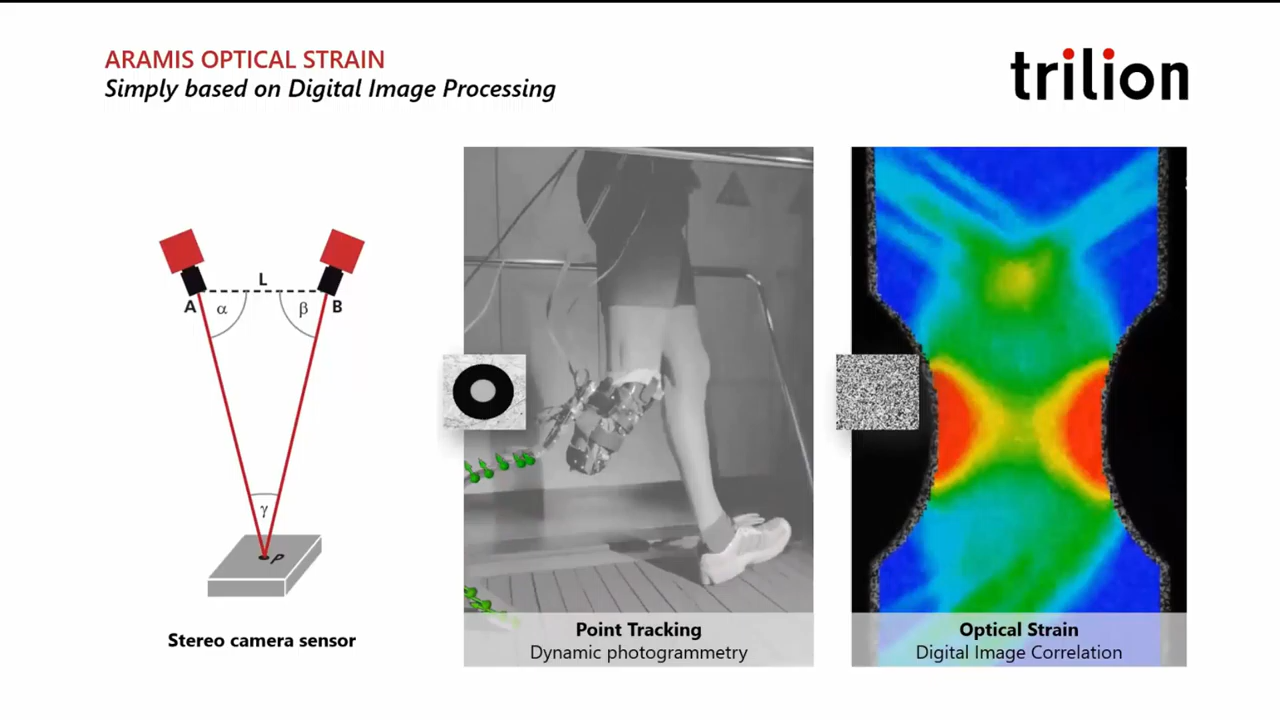 ARAMIS OPTICAL STRAIN
Simply based on Digital Image Processing
trilion
L
A
α
β
B
γ
P
Stereo camera sensor
Point Tracking
Dynamic photogrammetry
Optical Strain
Digital Image Correlation